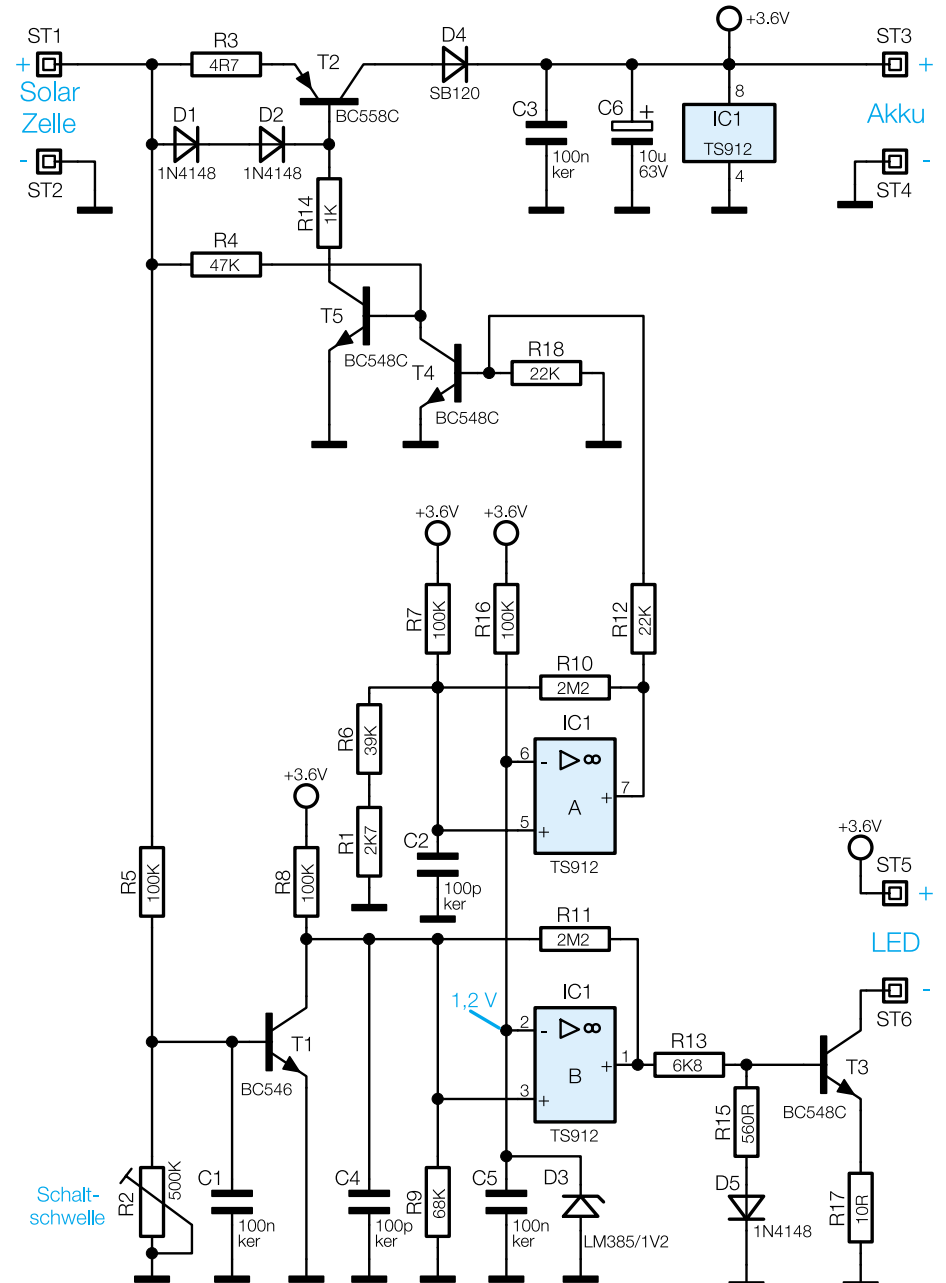 ST1
+
Solar
Zelle
-
ST2
R3
4R7
T2
BC558C
D4
SB120
D1
1N4148
D2
1N4148
C3
100n
ker
C6
+
10u
63V
+3.6V
8
IC1
TS912
4
ST3
+
Akku
-
ST4
R14
1K
R4
47K
T5
BC548C
T4
BC548C
R18
22K
+3.6V
+3.6V
R7
100K
R16
100K
R12
22K
R10
2M2
R6
39K
R1
2K7
IC1
6
-
▷∞
A
+
7
5
+
TS912
C2
100p
ker
+3.6V
R8
100K
R5
100K
+3.6V
ST5
+
LED
-
ST6
R11
2M2
1,2 V
IC1
2
-
▷∞
B
+
1
3
+
TS912
R13
6K8
T3
BC548C
T1
BC546
R15
560R
D5
1N4148
R17
10R
Schalt-
schwelle
R2
500K
C1
100n
ker
C4
100p
ker
R9
68K
C5
100n
ker
D3
LM385/1V2